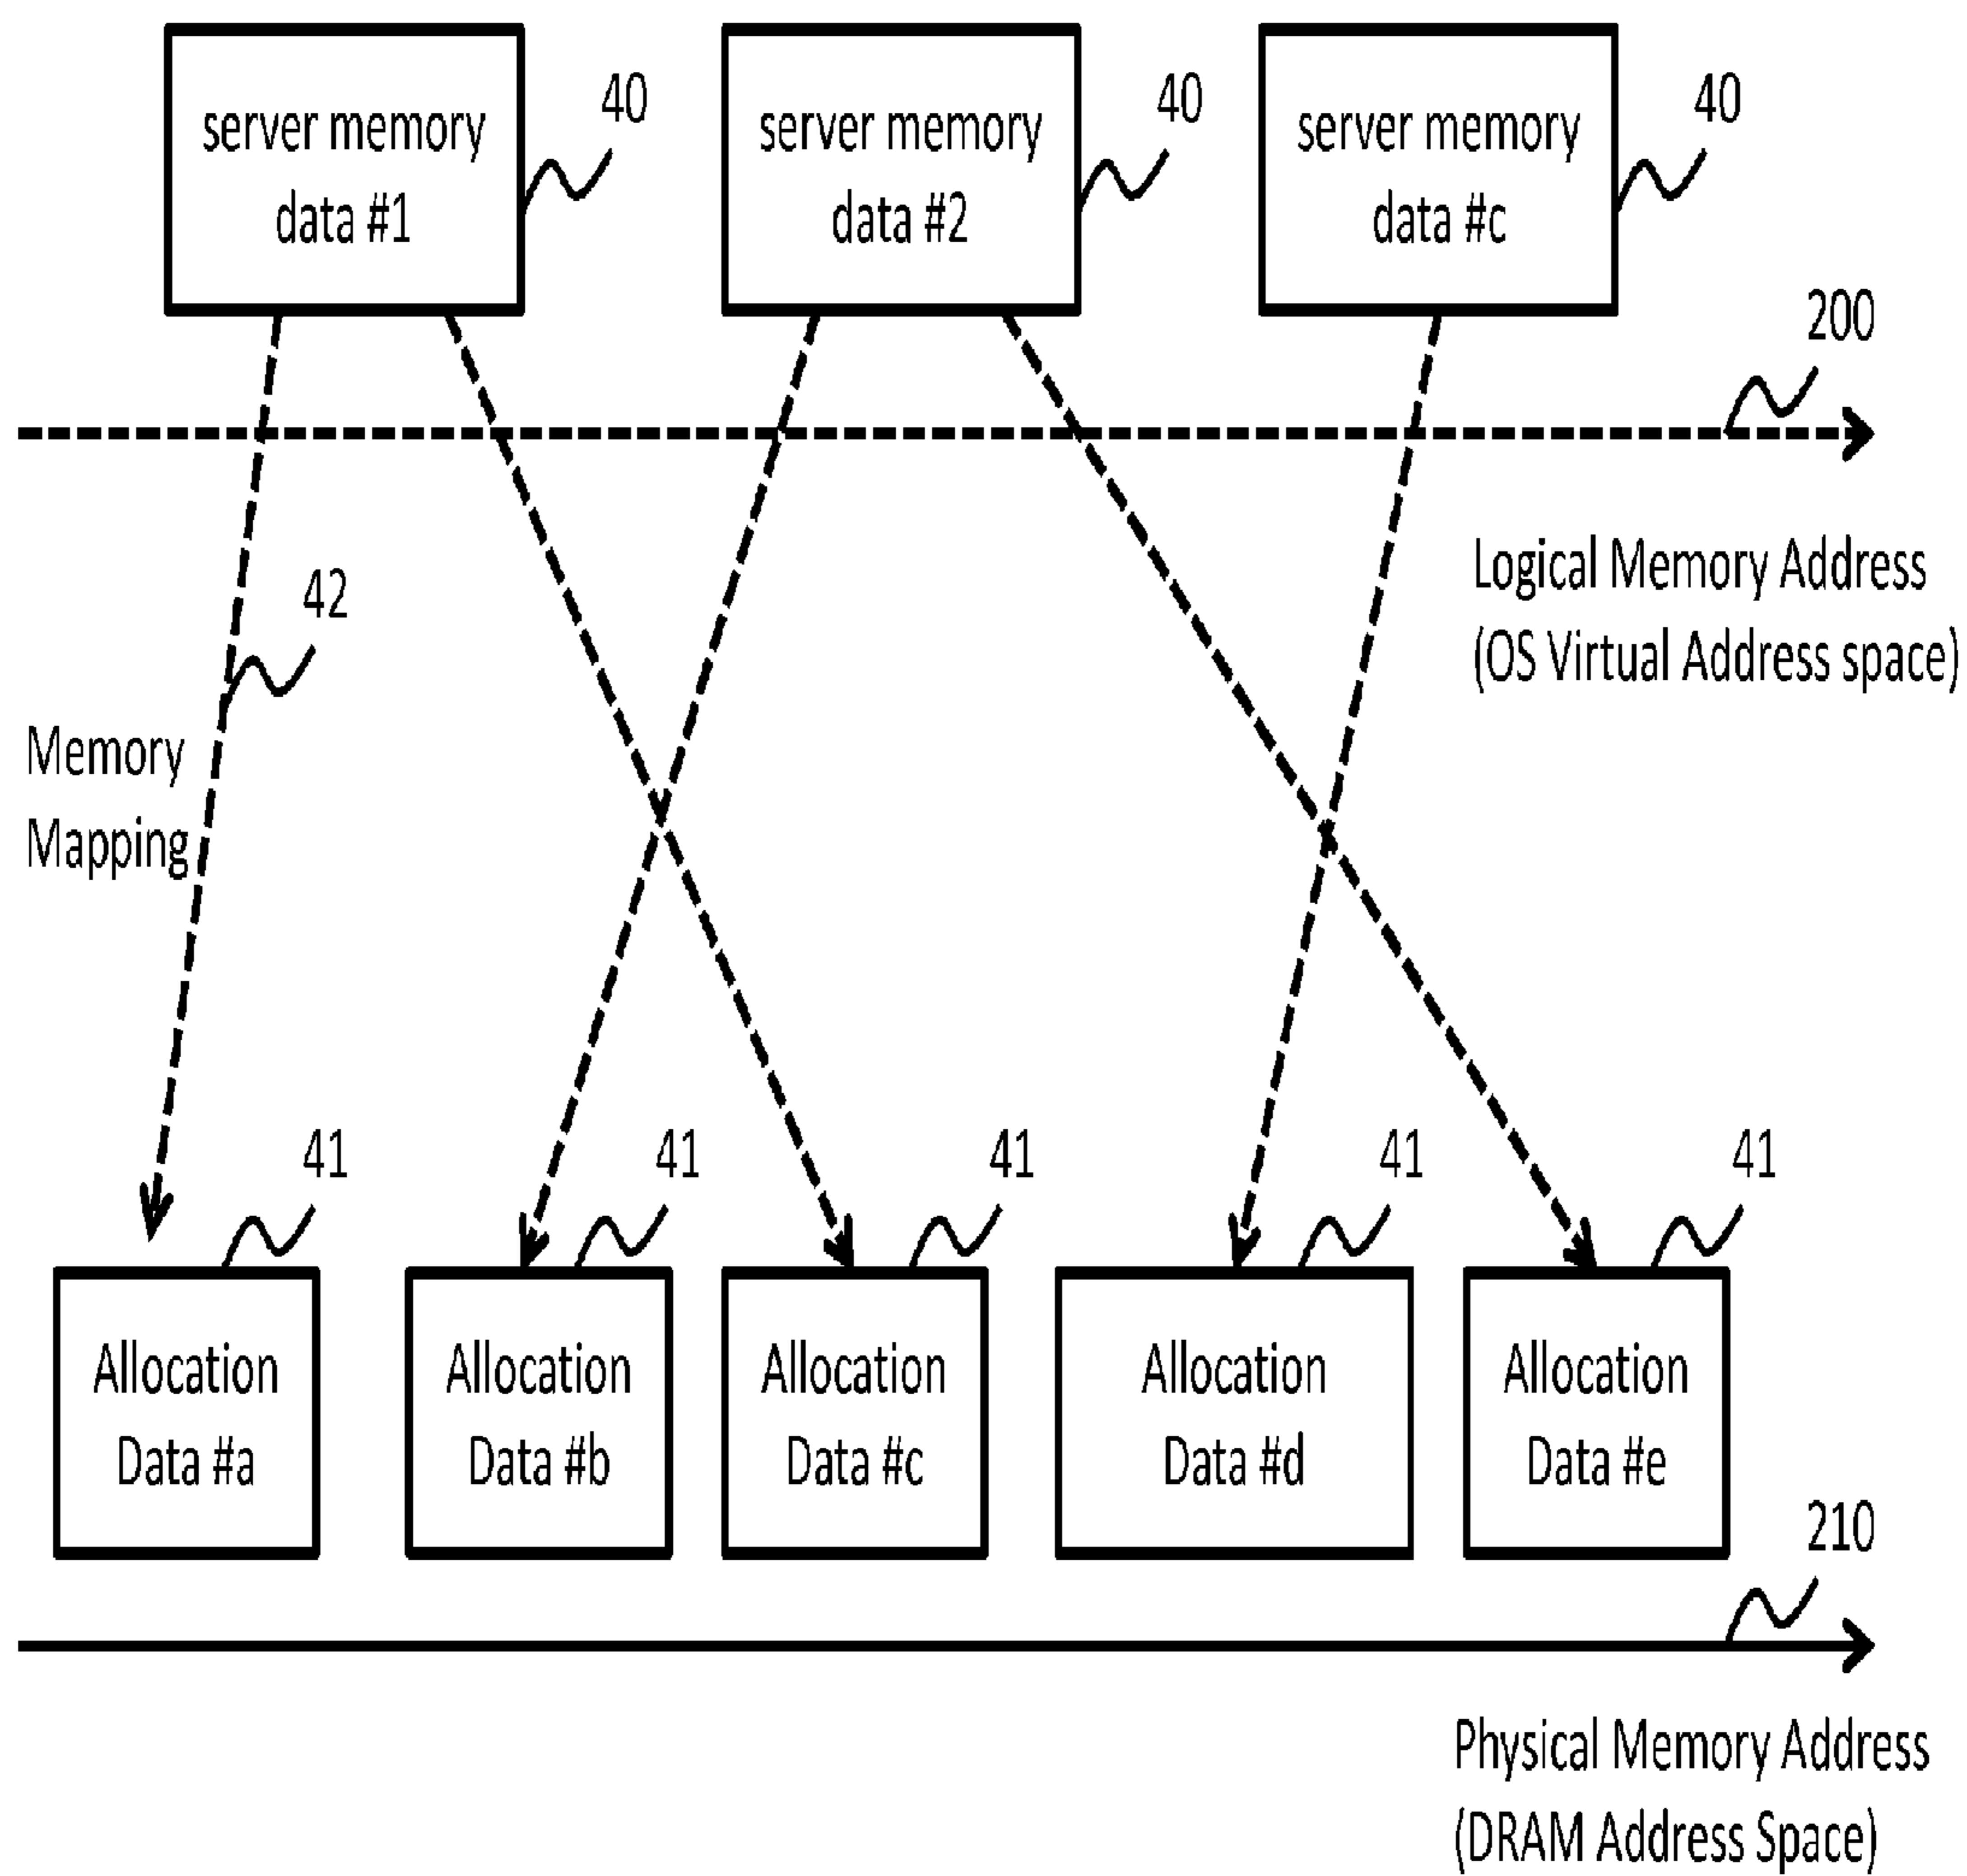 server memory
data #1
40
server memory
data #2
40
server memory
data #c
40
200
Logical Memory Address
(OS Virtual Address space)
42
Memory
Mapping
41
41
41
41
41
Allocation
Data #a
Allocation
Data #b
Allocation
Data #c
Allocation
Data #d
Allocation
Data #e
210
Physical Memory Address
(DRAM Address Space)